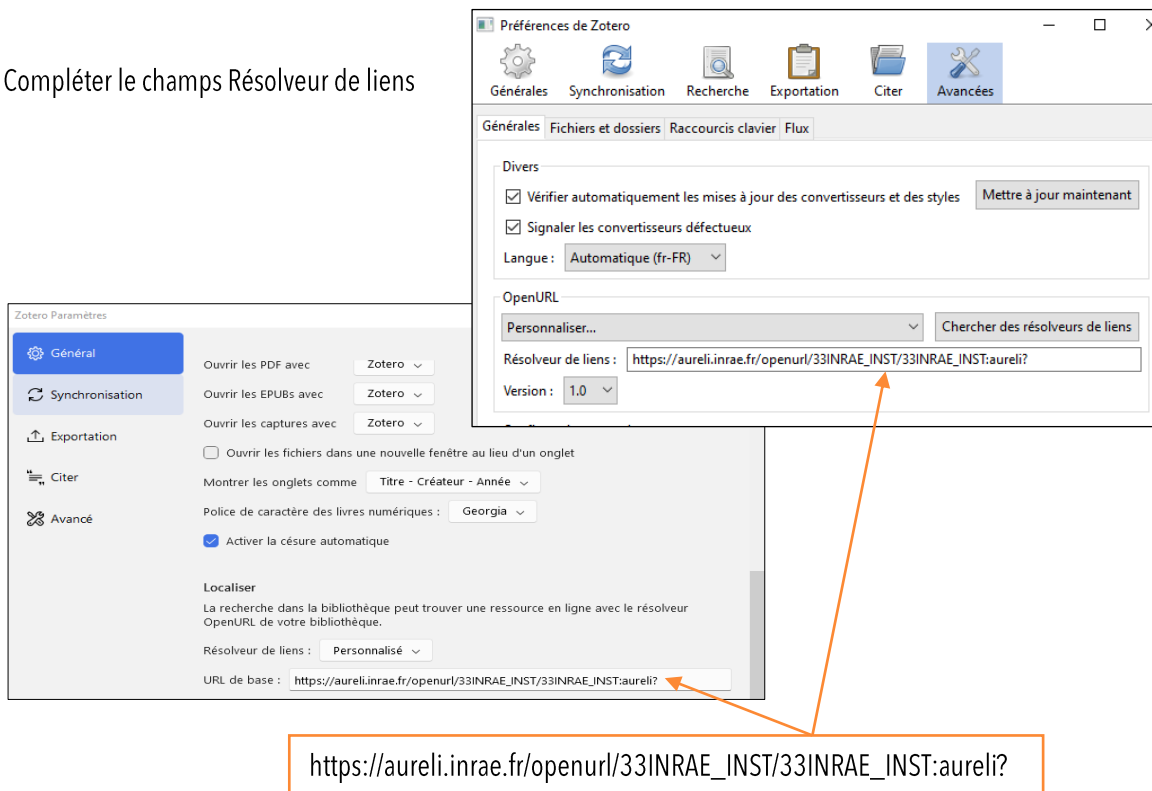 Compléter le champs Résolveur de liens
Préférences de Zotero
Générales Synchronisation Recherche Exportation Citer Avancées
Générales Fichiers et dossiers Raccourcis clavier Flux
Divers
Vérifier automatiquement les mises à jour des convertisseurs et des styles Mettre à jour maintenant
Signaler les convertisseurs défectueux
Langue : Automatique (fr-FR)
OpenURL
Personnaliser... Chercher des résolveurs de liens
Résolveur de liens : https://aureli.inrae.fr/openurl/33INRAE_INST/33INRAE_INST:aureli?
Version : 1.0
Zotero Paramètres
Général
Synchronisation
Exportation
Citer
Avancé
Ouvrir les PDF avec Zotero
Ouvrir les EPUBs avec Zotero
Ouvrir les captures avec Zotero
Ouvrir les fichiers dans une nouvelle fenêtre au lieu d'un onglet
Montrer les onglets comme Titre - Créateur - Année
Police de caractère des livres numériques : Georgia
Activer la césure automatique
Localiser
La recherche dans la bibliothèque peut trouver une ressource en ligne avec le résolveur
OpenURL de votre bibliothèque.
Résolveur de liens : Personnalisé
URL de base : https://aureli.inrae.fr/openurl/33INRAE_INST/33INRAE_INST:aureli?
https://aureli.inrae.fr/openurl/33INRAE_INST/33INRAE_INST:aureli?